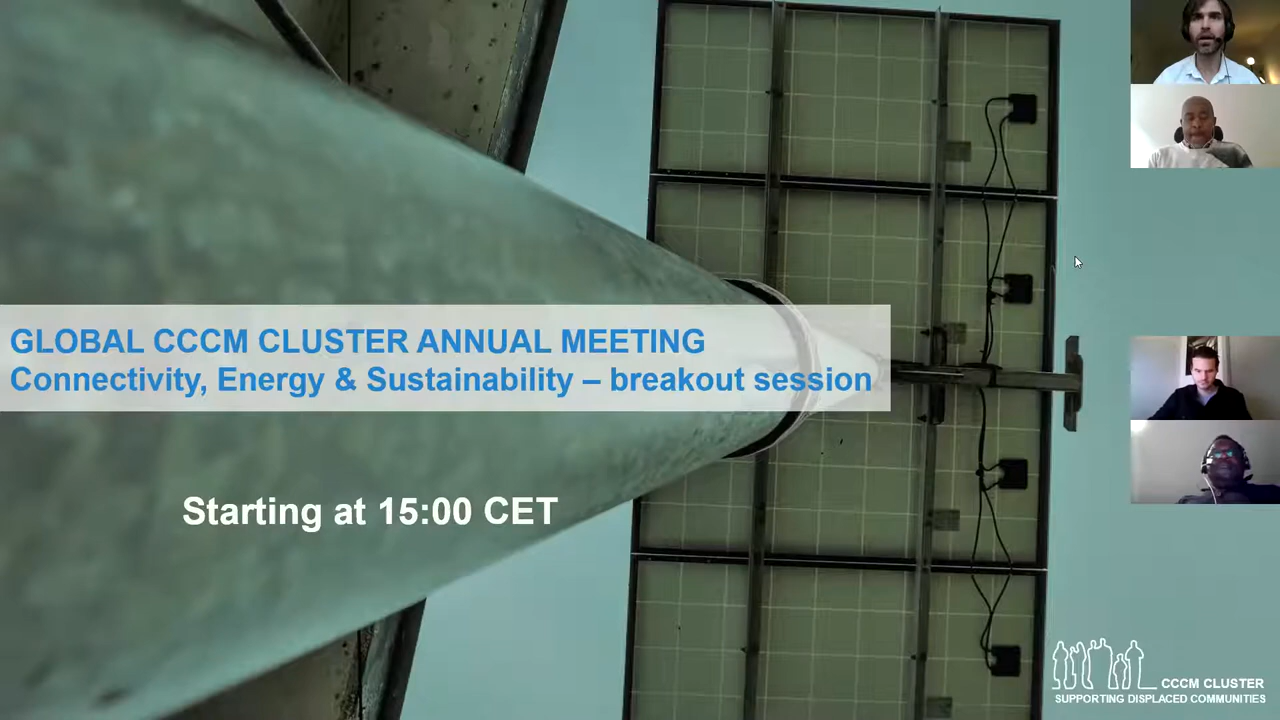 GLOBAL CCCM CLUSTER ANNUAL MEETING
Connectivity, Energy & Sustainability – breakout session
Starting at 15:00 CET
CCCM CLUSTER
SUPPORTING DISPLACED COMMUNITIES